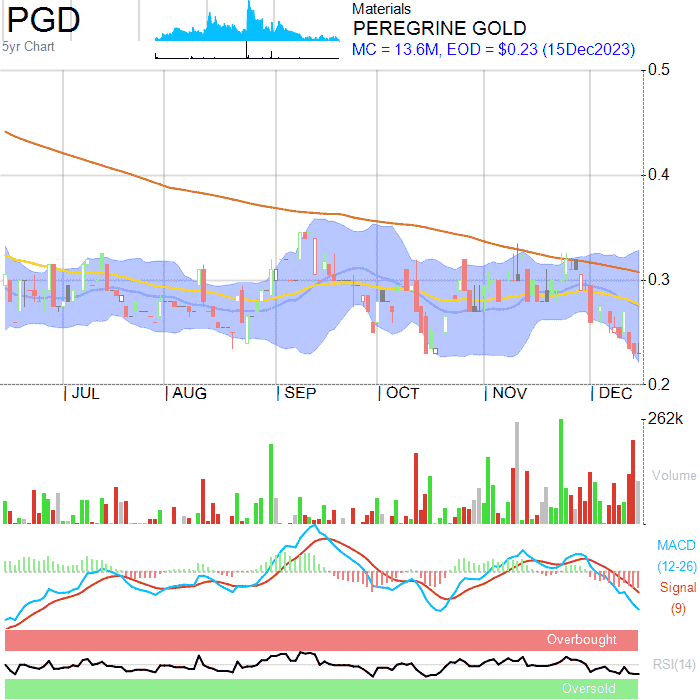 PGD
5yr Chart
Materials
PEREGRINE GOLD
MC = 13.6M, EOD = $0.23 (15Dec2023)
0.5
0.4
0.3
0.2
| JUL | AUG | SEP | OCT | NOV | DEC
262k
Volume
MACD
(12-26)
Signal
(9)
Overbought
RSI(14)
Oversold